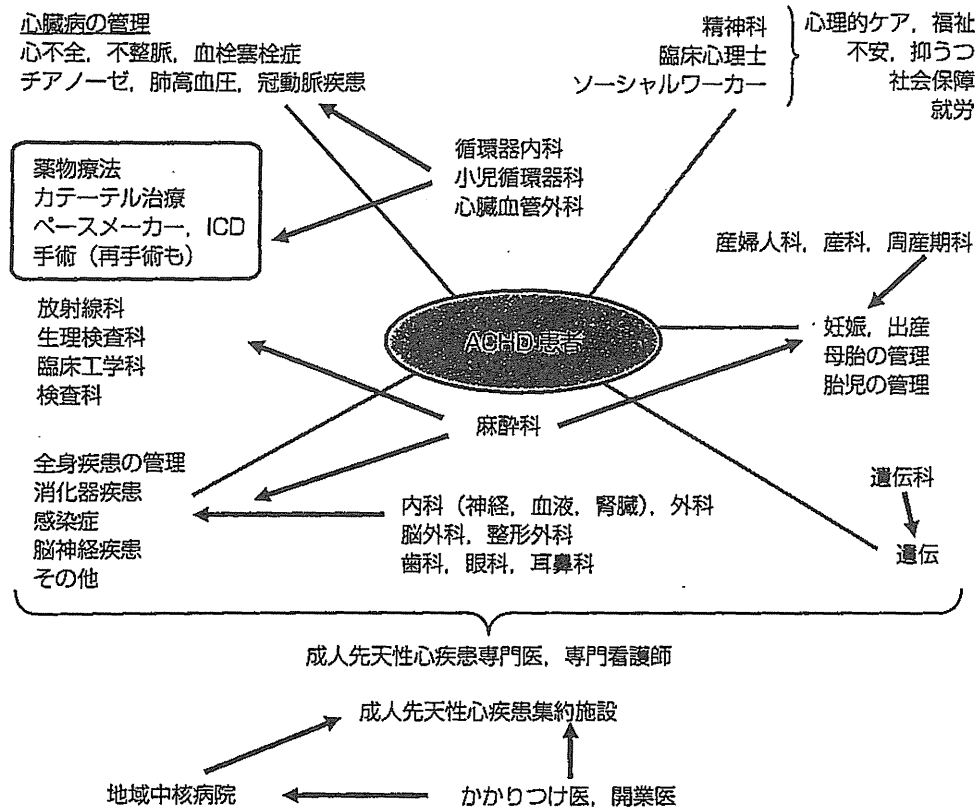 心臓病の管理
心不全，不整脈，血栓塞栓症
チアノーゼ，肺高血圧，冠動脈疾患
精神科
臨床心理士
ソーシャルワーカー
心理的ケア，福祉
不安，抑うつ
社会保障
就労
循環器内科
小児循環器科
心臓血管外科
薬物療法
カテーテル治療
ペースメーカー，ICD
手術（再手術も）
産婦人科，産科，周産期科
放射線科
生理検査科
臨床工学科
検査科
ACHD患者
妊娠，出産
母胎の管理
胎児の管理
麻酔科
全身疾患の管理
消化器疾患
感染症
脳神経疾患
その他
内科（神経，血液，腎臓），外科
脳外科，整形外科
歯科，眼科，耳鼻科
遺伝科
遺伝
成人先天性心疾患専門医，専門看護師
成人先天性心疾患集約施設
地域中核病院
かかりつけ医，開業医